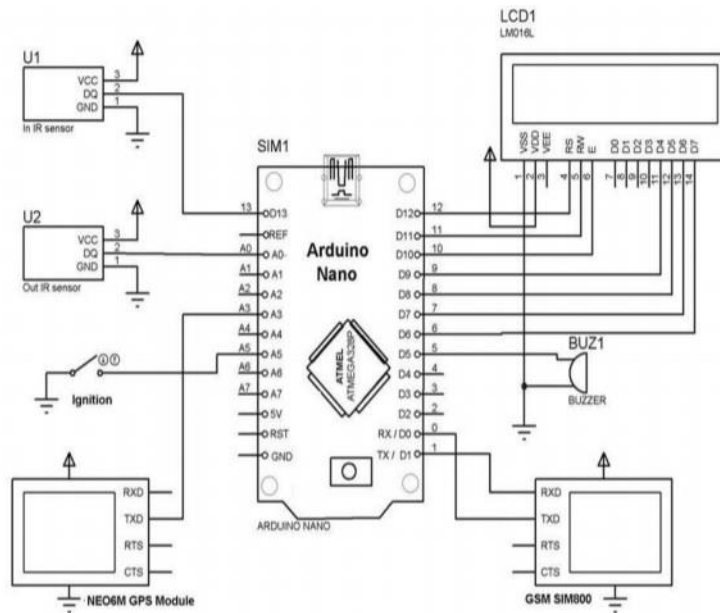 U1
VCC 3
DQ 2
GND 1
In IR sensor
U2
VCC 3
DQ 2
GND 1
Out IR sensor
Ignition
RXD
TXD
RTS
CTS
NEO6M GPS Module
SIM1
Arduino
Nano
ATMEL
ATMEGA328P
13 D13
REF
A0 A0
A1 A1
A2 A2
A3 A3
A4 A4
A5 A5
A6 A6
A7 A7
5V
RST
GND
D12 12
D11 11
D10 10
D9 9
D8 8
D7 7
D6 6
D5 5
D4 4
D3 3
D2 2
RX / D0 0
TX / D1 1
ARDUINO NANO
LCD1
LM016L
VSS VDD VEE RS RW E D0 D1 D2 D3 D4 D5 D6 D7
1 2 3 4 5 6 7 8 9 10 11 12 13 14
BUZ1
BUZZER
RXD
TXD
RTS
CTS
GSM SIM800